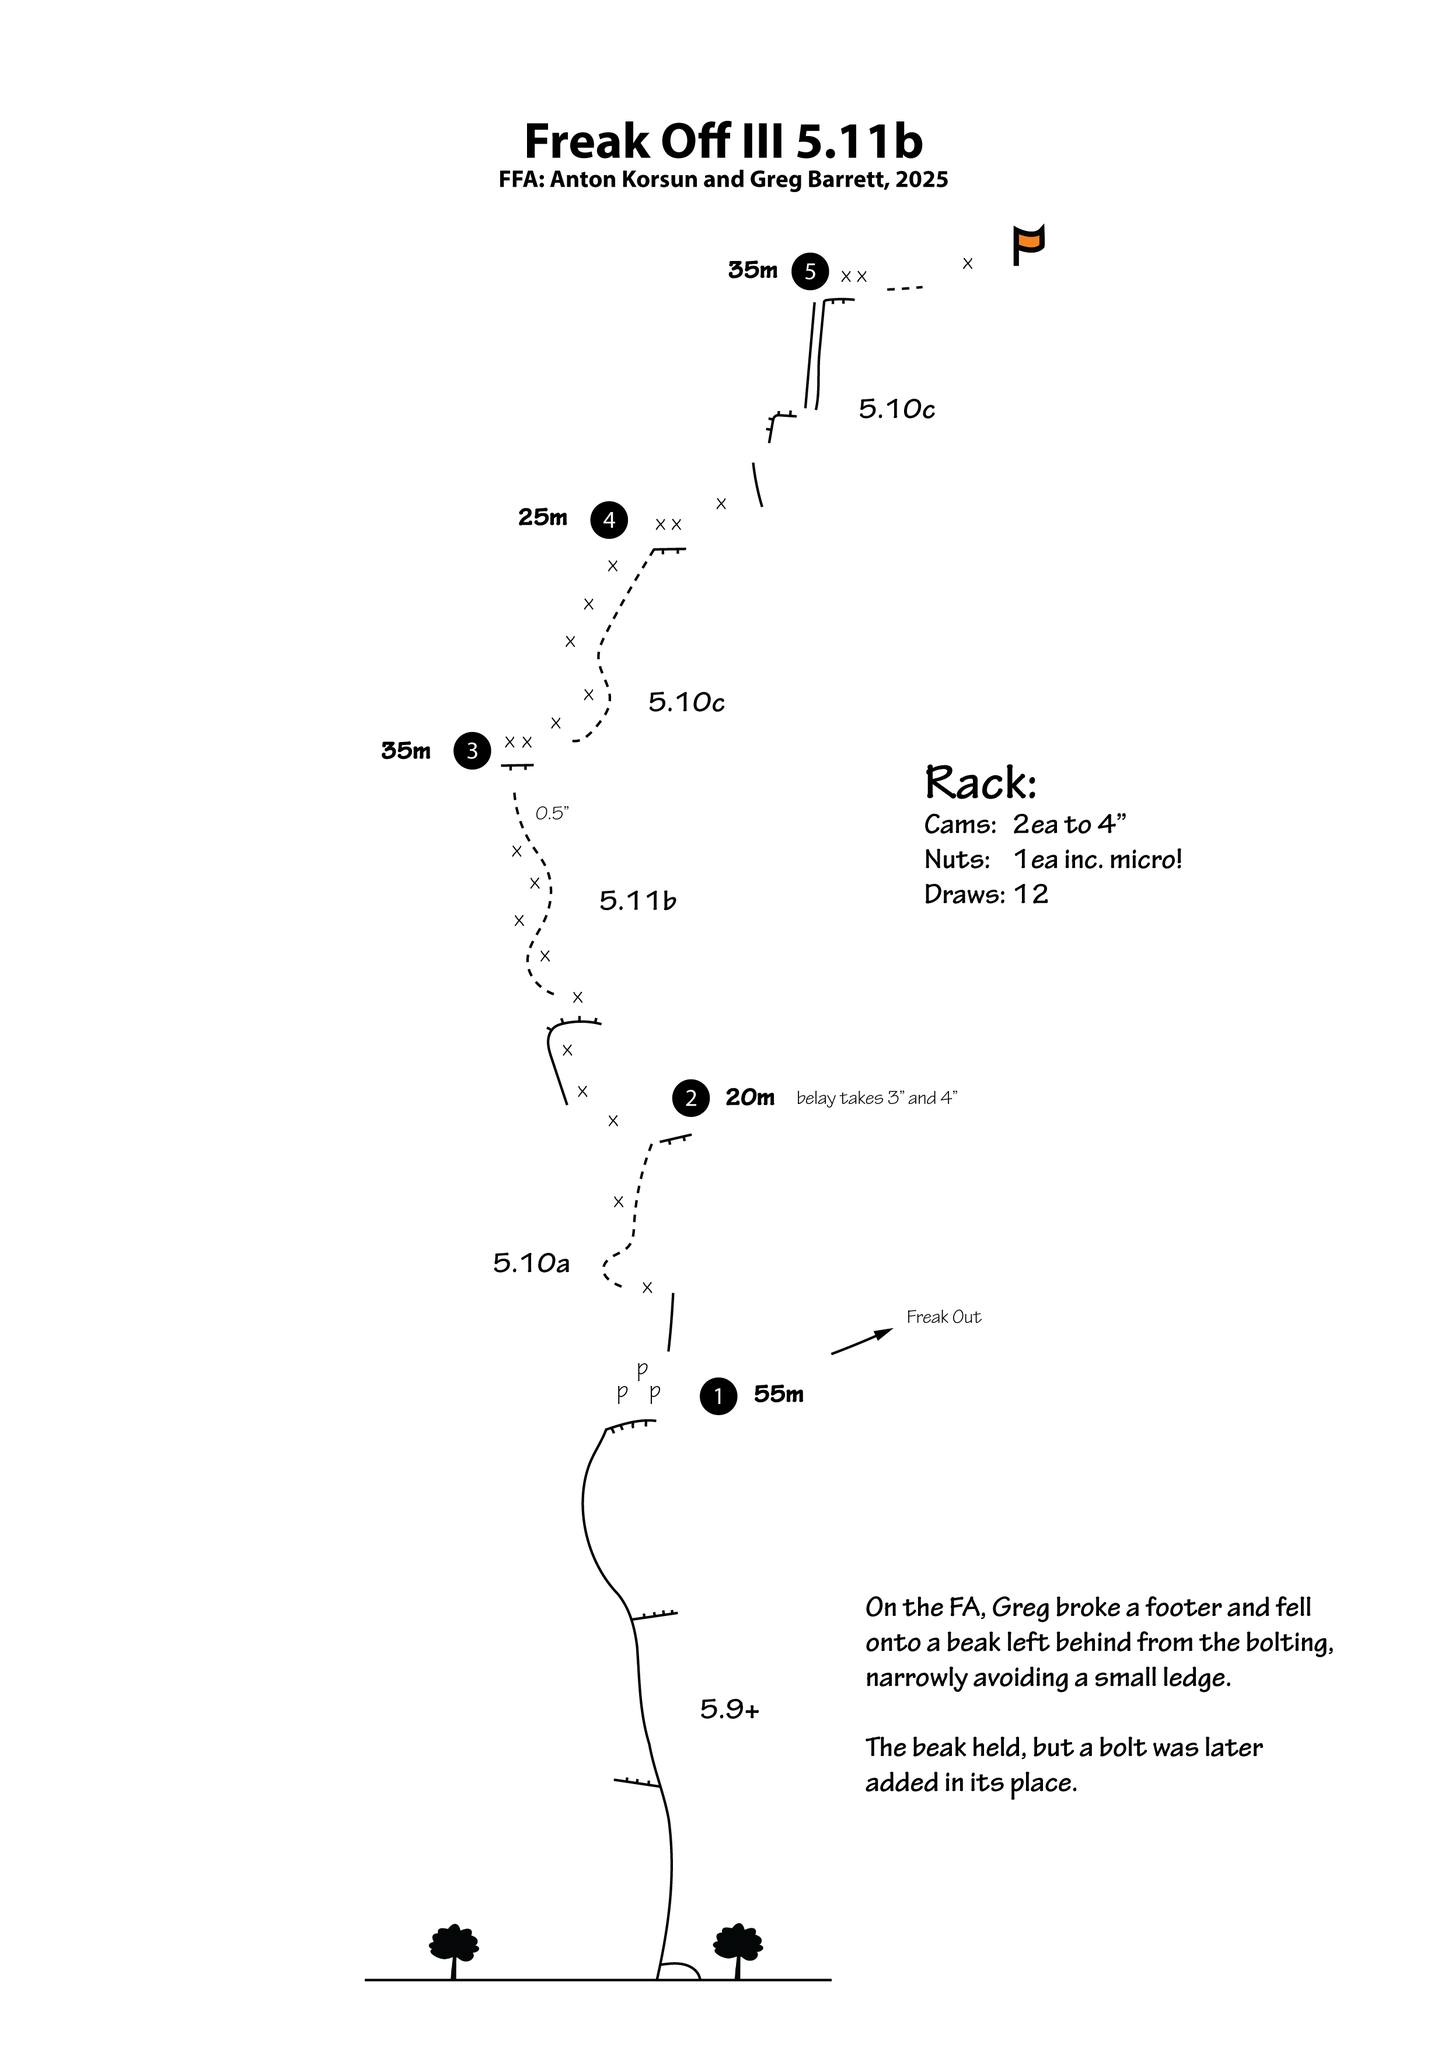 Freak Off III 5.11b
FFA: Anton Korsun and Greg Barrett, 2025
35m 5 x x x
5.10c
25m 4 x x x
x
x
x
x
5.10c
x
35m 3 x x
Rack:
Cams: 2ea to 4”
Nuts: 1ea inc. micro!
Draws: 12
0.5”
x
x
5.11b
x
x
x
x
x
2 20m belay takes 3” and 4”
x
x
5.10a
x
Freak Out
p
p p
1 55m
On the FA, Greg broke a footer and fell
onto a beak left behind from the bolting,
narrowly avoiding a small ledge.
5.9+
The beak held, but a bolt was later
added in its place.